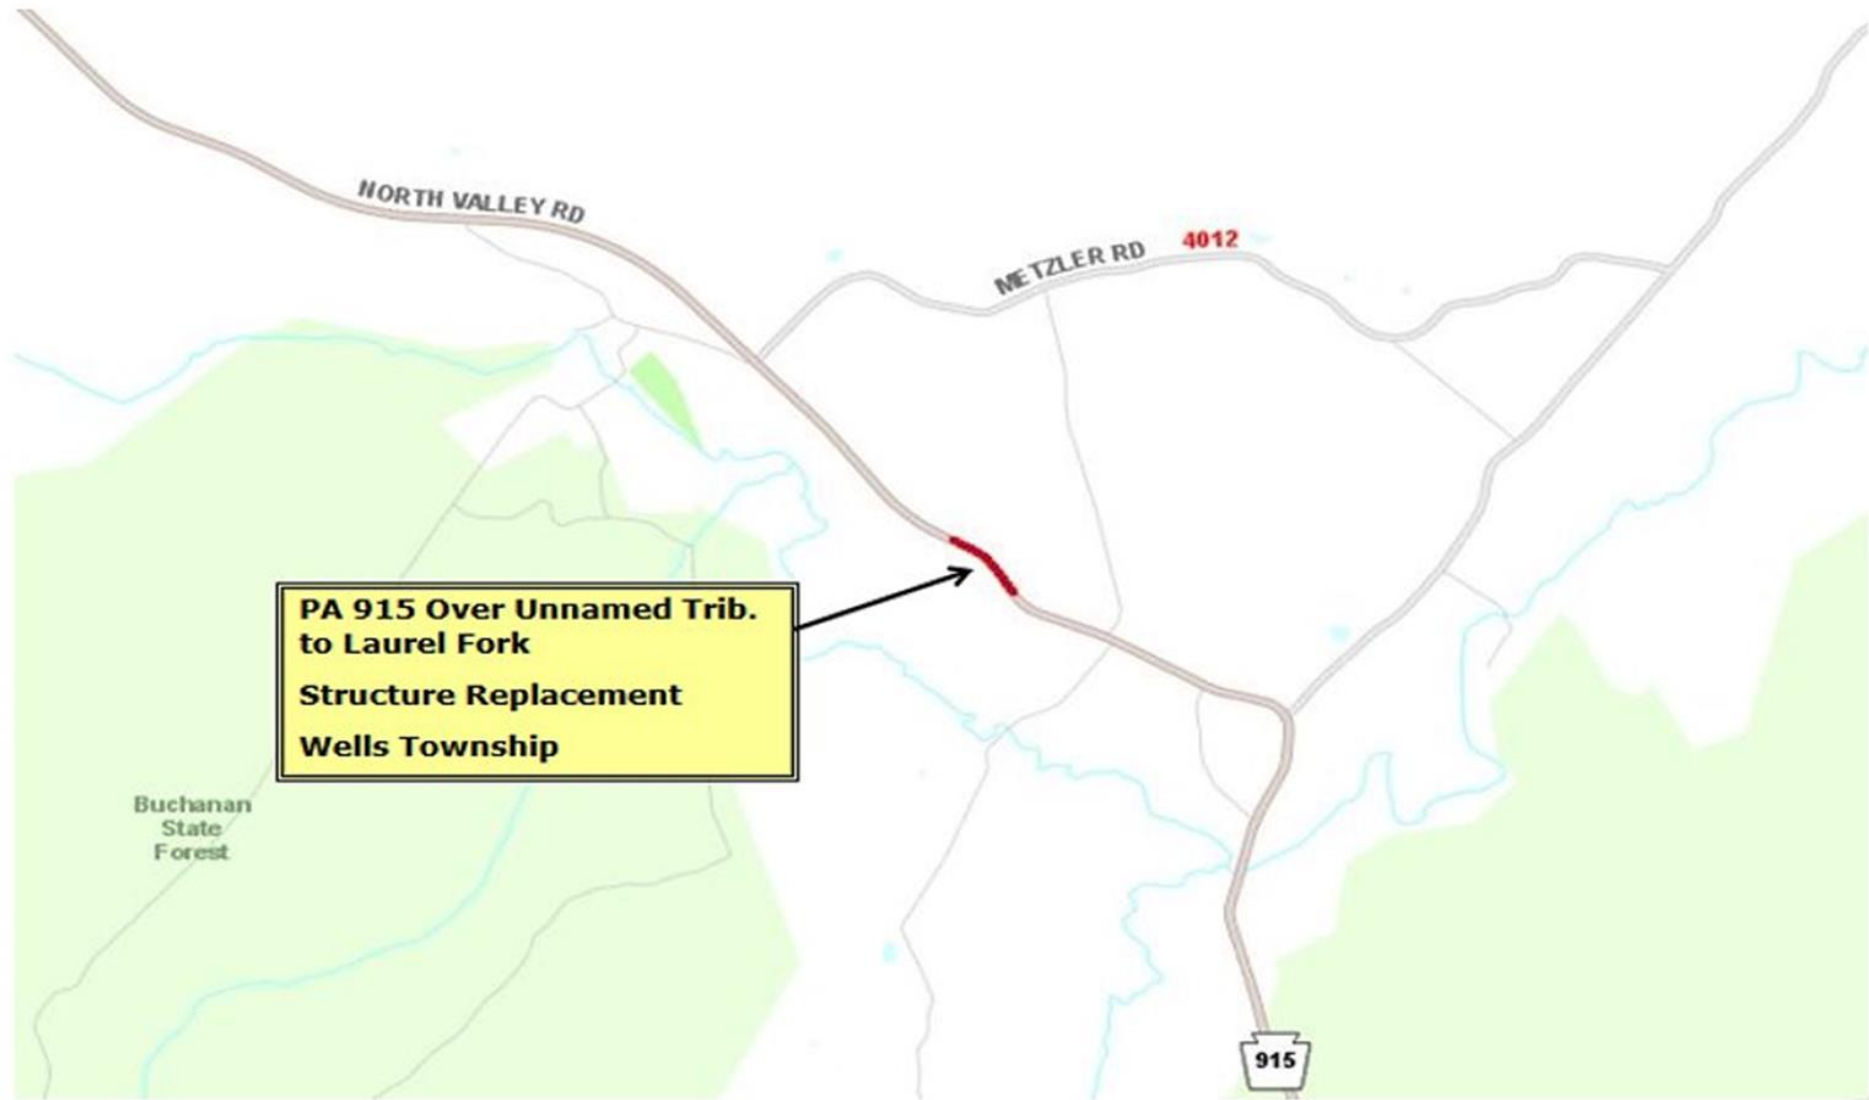 NORTH VALLEY RD
METZLER RD
4012
PA 915 Over Unnamed Trib.
to Laurel Fork
Structure Replacement
Wells Township
Buchanan
State
Forest
915